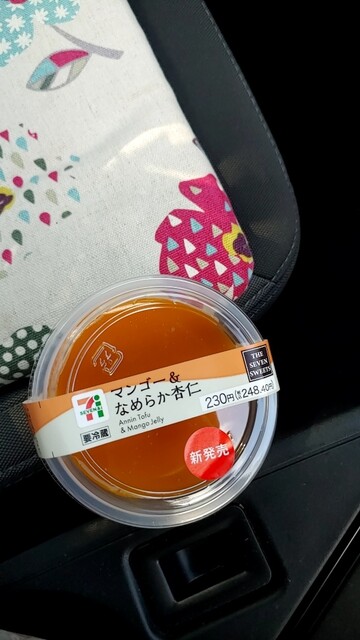 7
SEVEN & i
マンゴー&
なめらか杏仁
Annin Tofu
& Mango Jelly
要冷蔵
230円(税込248.40円)
THE
SEVEN
SWEETS
新発売